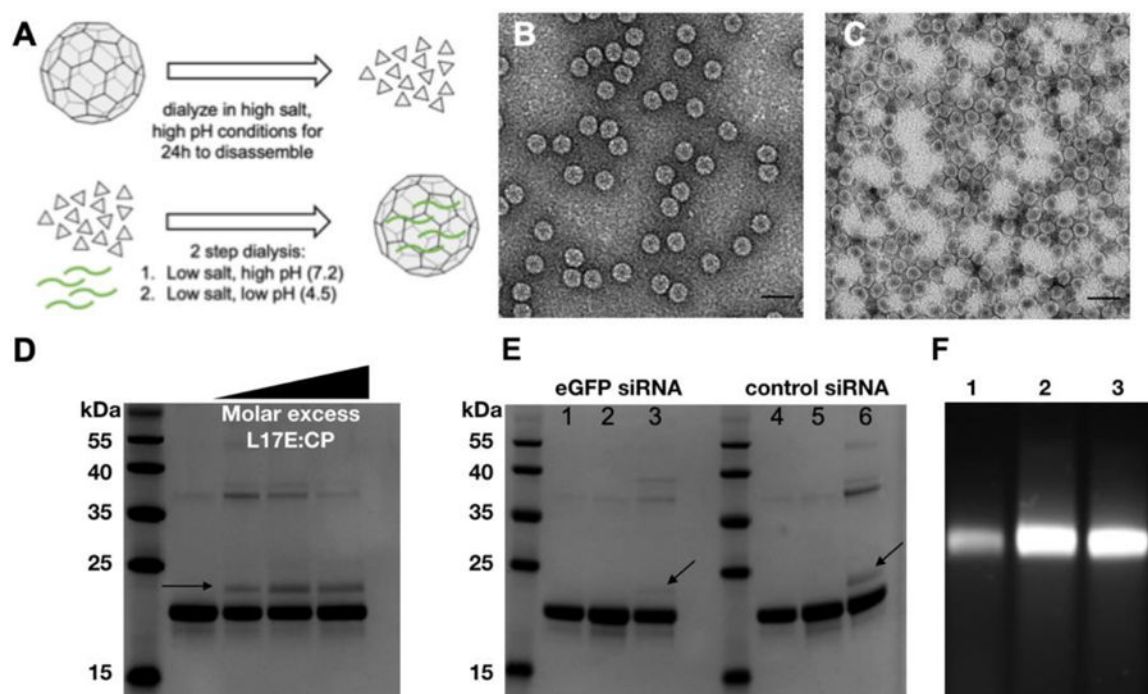 A
dialyze in high salt,
high pH conditions for
24h to disassemble
2 step dialysis:
1. Low salt, high pH (7.2)
2. Low salt, low pH (4.5)
B
C
D
kDa
55
40
35
25
15
Molar excess
L17E:CP
E
eGFP siRNA
control siRNA
kDa
1 2 3 4 5 6
55
40
35
25
15
F
1 2 3